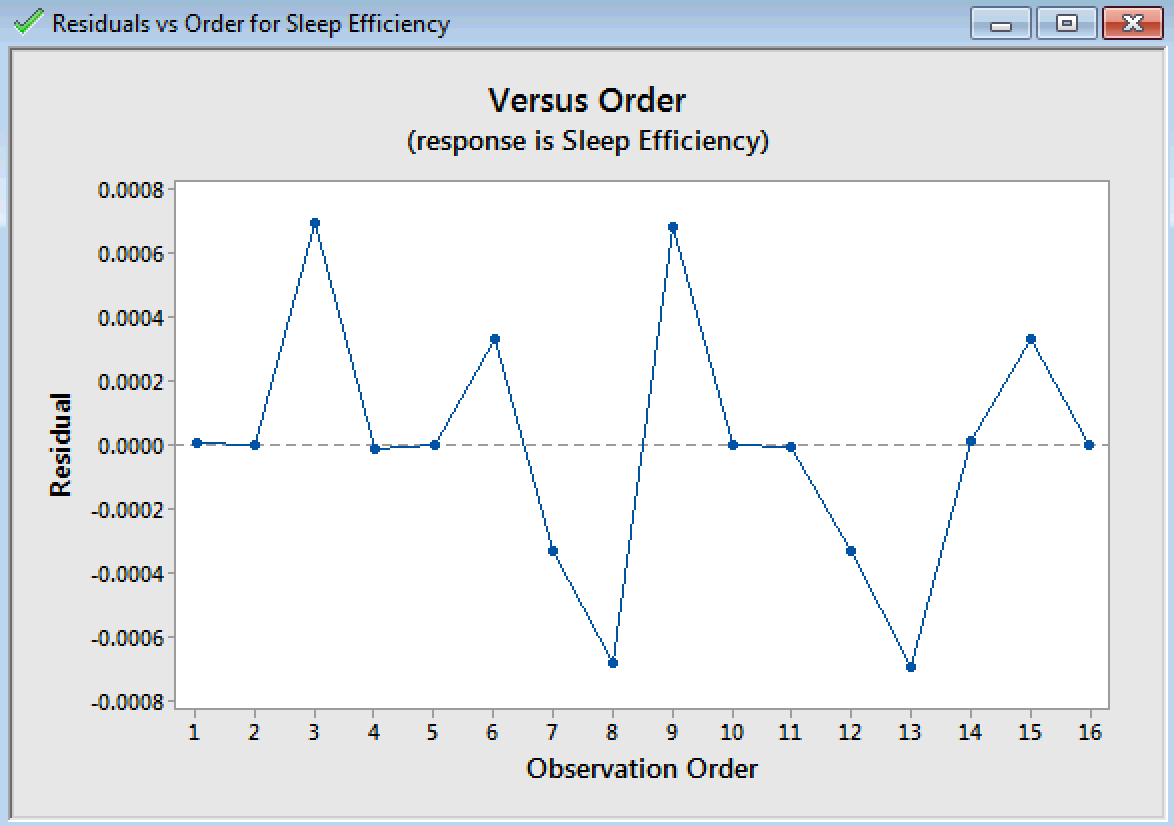 Residuals vs Order for Sleep Efficiency
Versus Order
(response is Sleep Efficiency)
0.0008
0.0006
0.0004
0.0002
0.0000
-0.0002
-0.0004
-0.0006
-0.0008
Residual
1 2 3 4 5 6 7 8 9 10 11 12 13 14 15 16
Observation Order